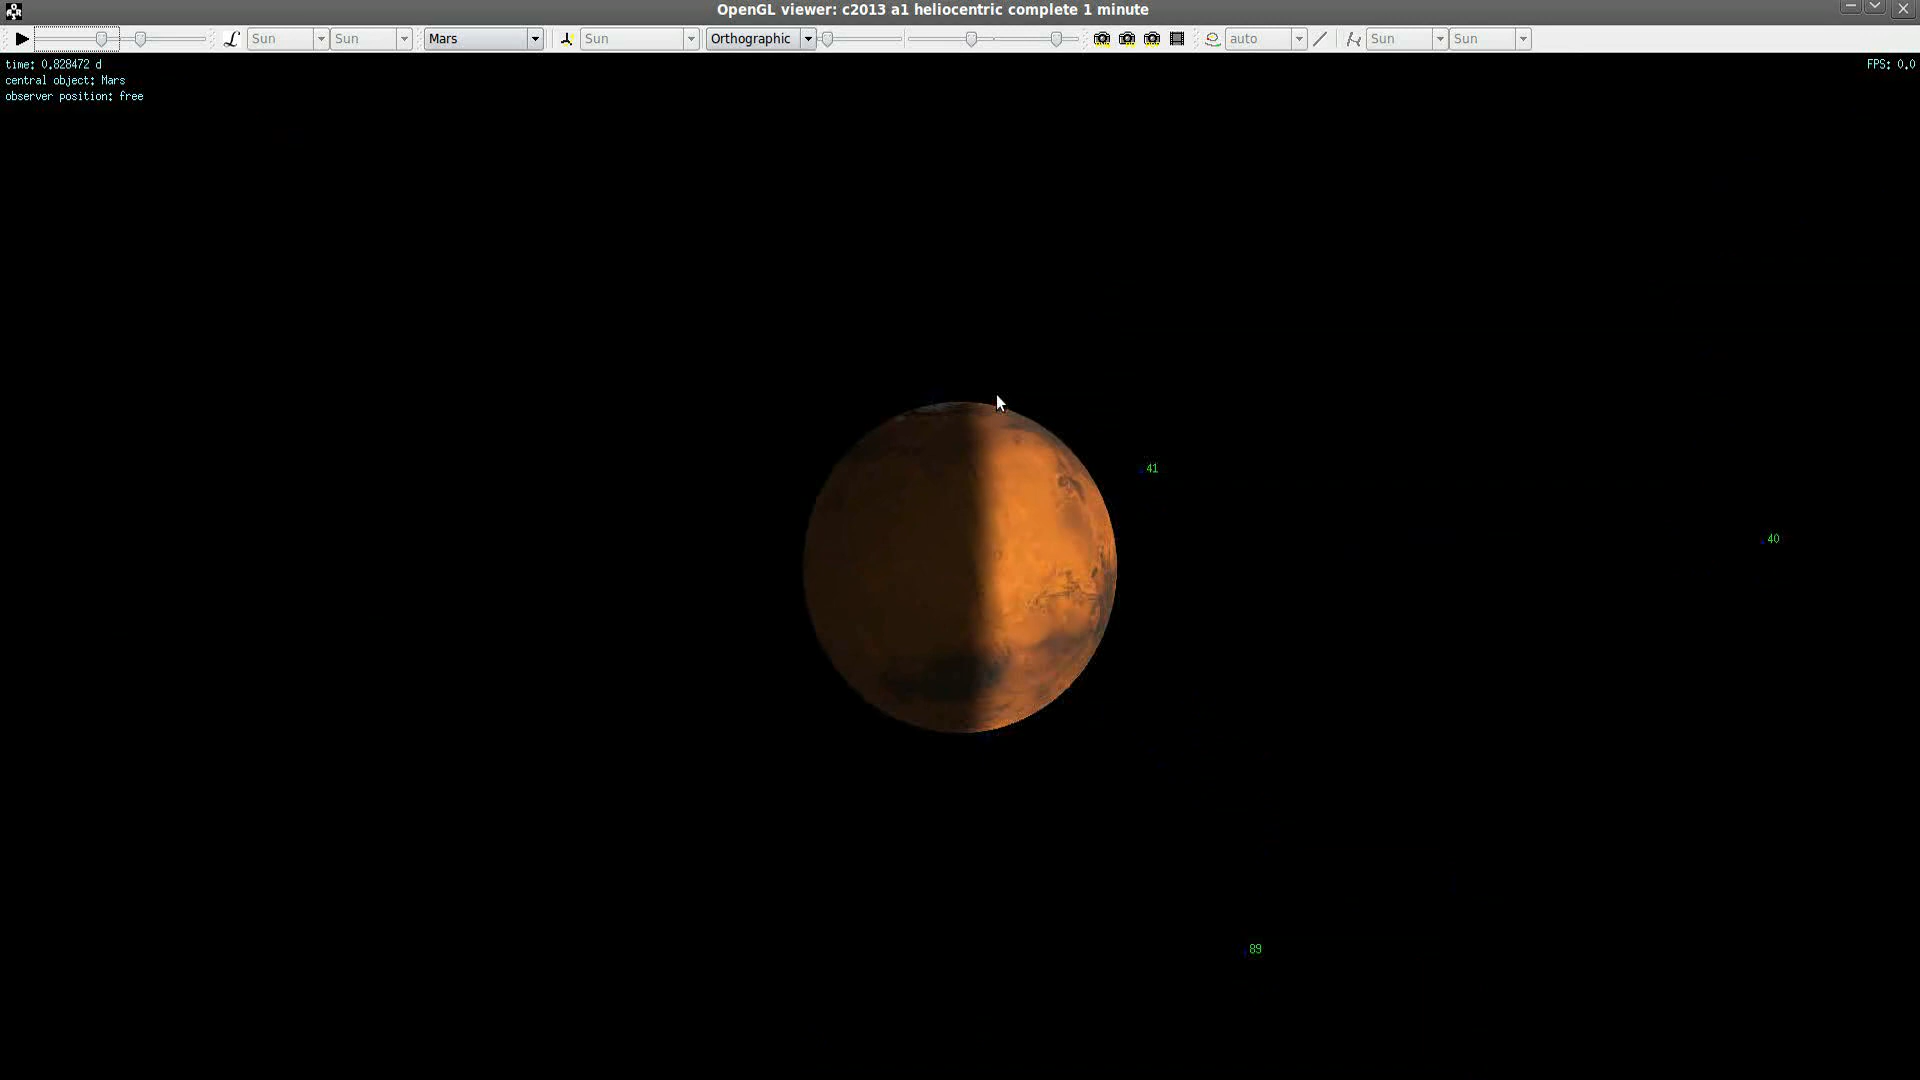 OpenGL viewer: c2013 a1 heliocentric complete 1 minute
Sun Sun Mars Sun Orthographic auto Sun Sun
time: 0.828472 d FPS: 0.0
central object: Mars
observer position: free
41
40
89